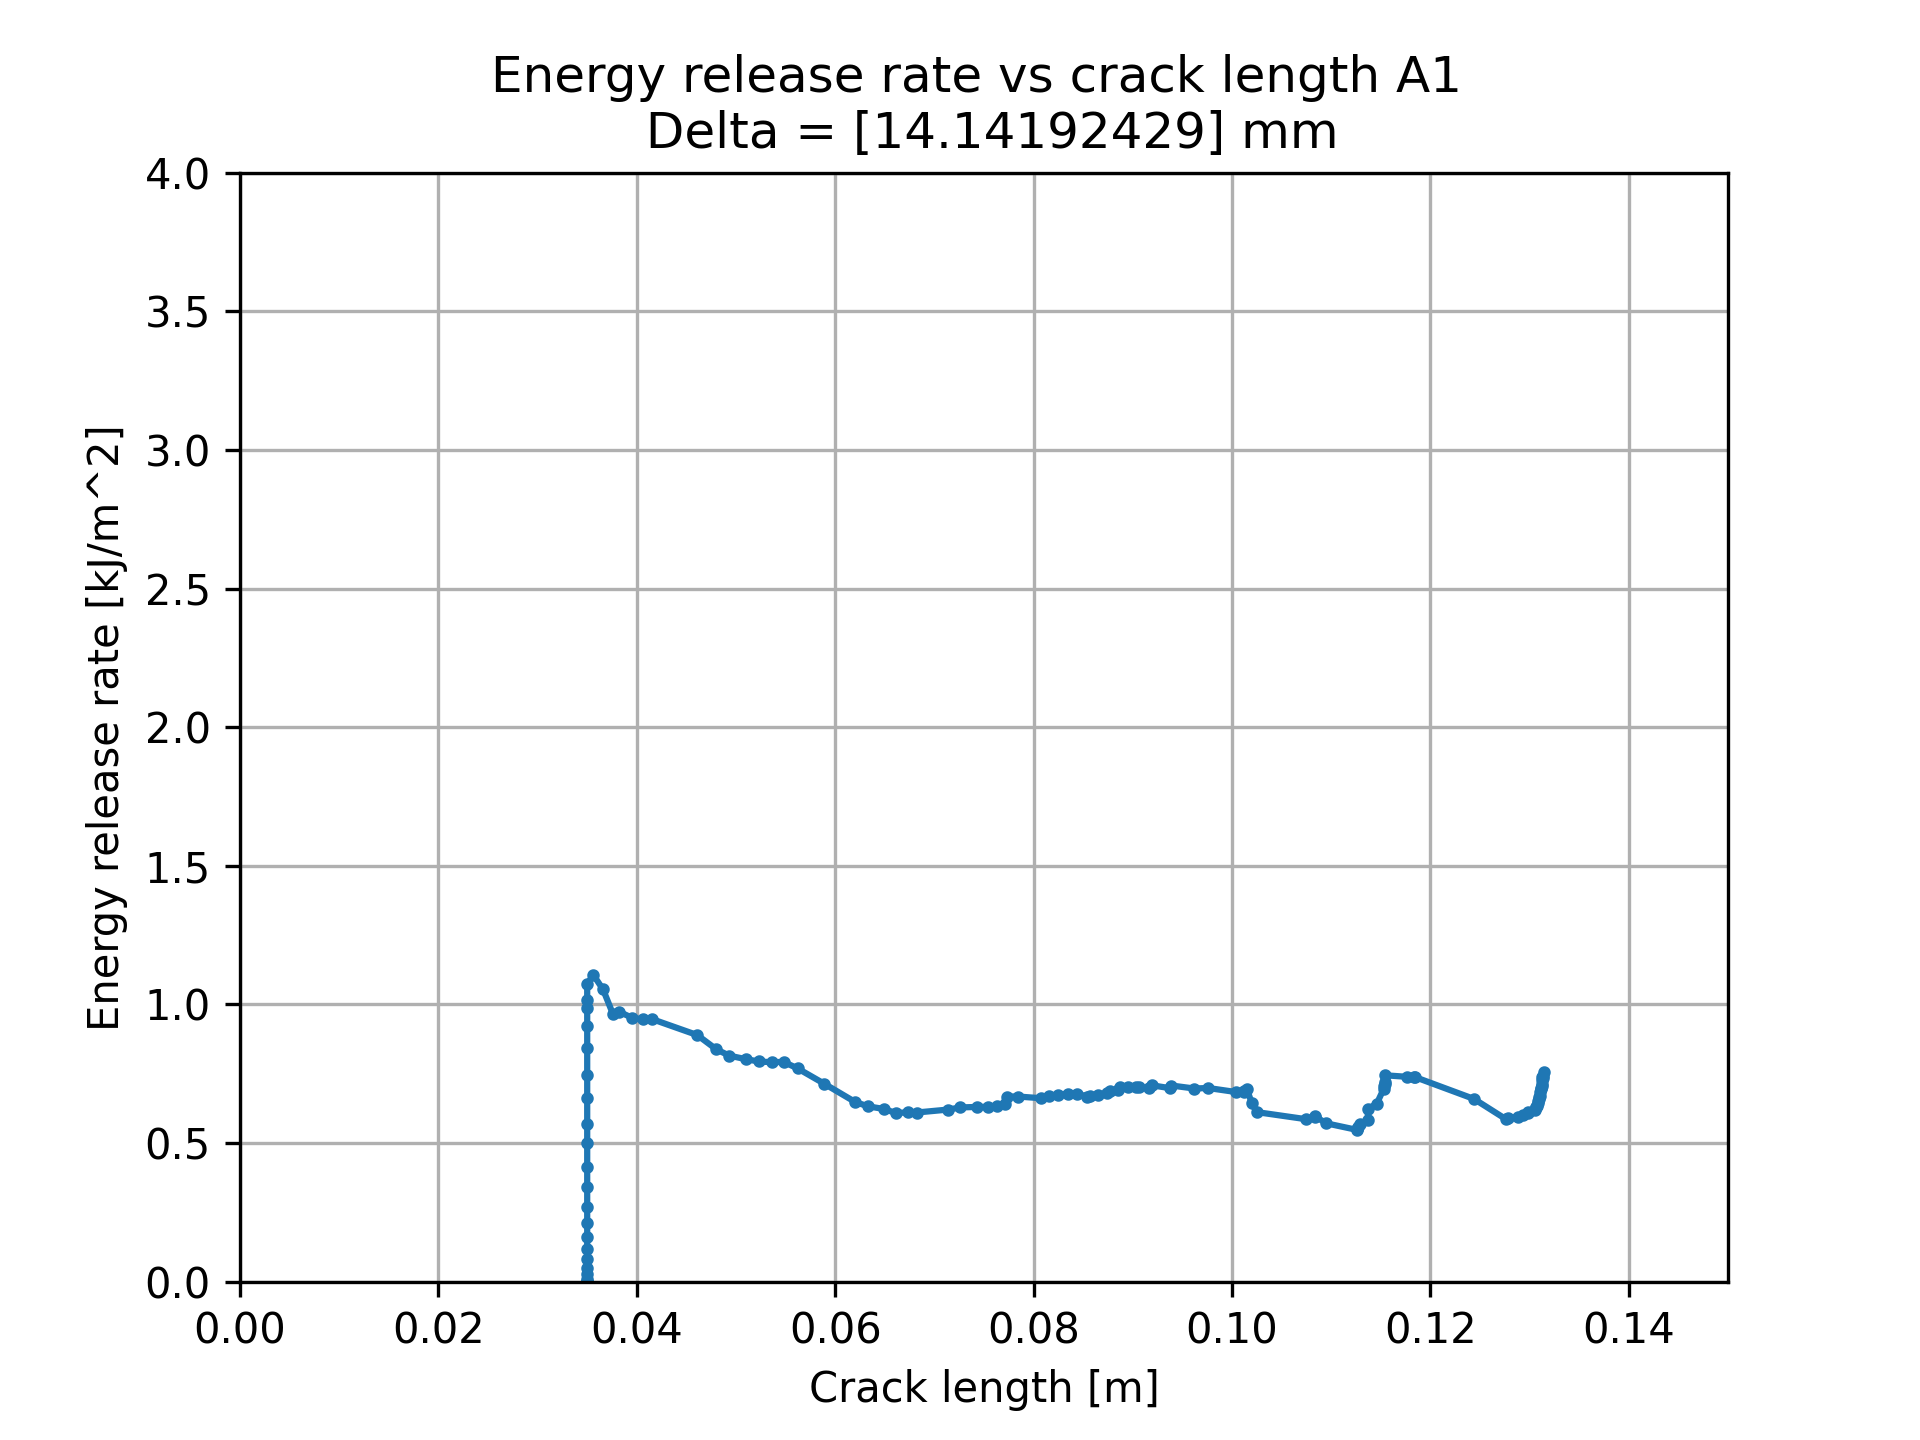 Energy release rate vs crack length A1
Delta = [14.14192429] mm
4.0
3.5
3.0
2.5
2.0
1.5
1.0
0.5
0.0
Energy release rate [kJ/m^2]
0.00 0.02 0.04 0.06 0.08 0.10 0.12 0.14
Crack length [m]